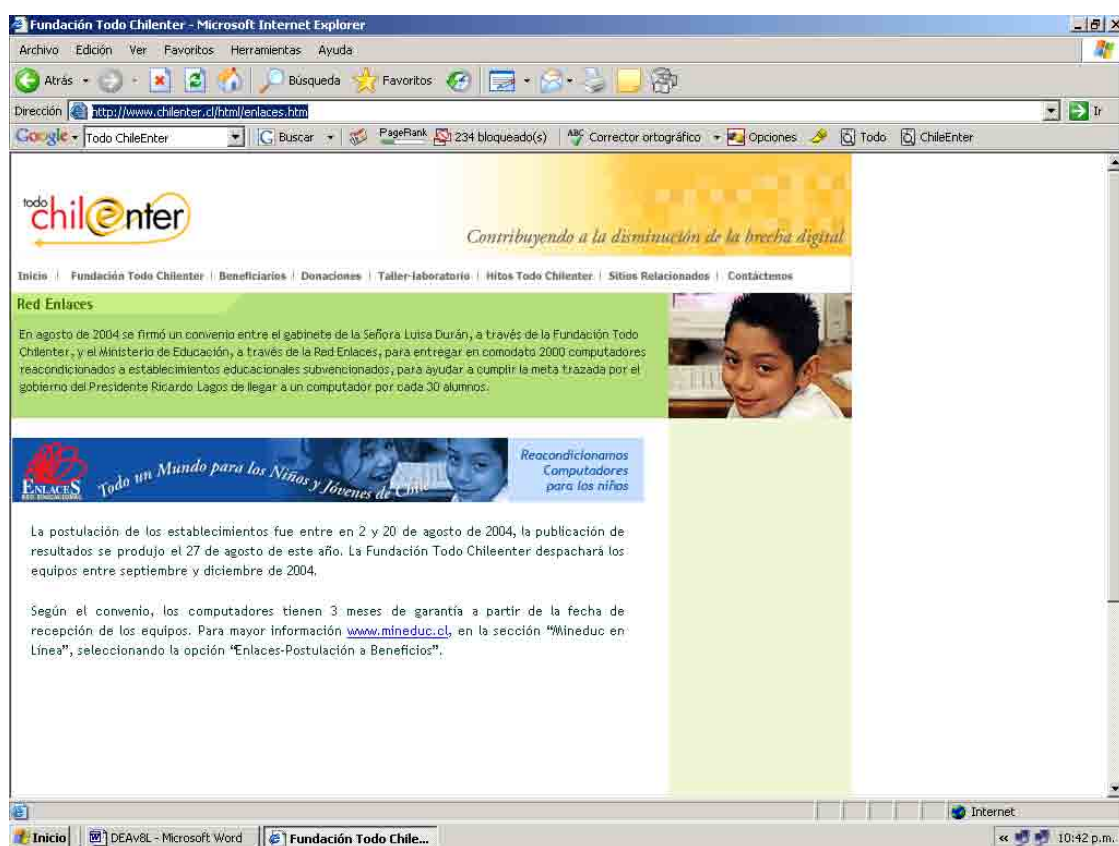 Fundación Todo Chilenter - Microsoft Internet Explorer
Archivo Edición Ver Favoritos Herramientas Ayuda
Atrás Búsqueda Favoritos
Dirección http://www.chilenter.cl/html/enlaces.htm Ir
Google Todo ChileEnter Buscar PageRank 234 bloqueado(s) ABC Corrector ortográfico Opciones Todo ChileEnter
todo
chilenter
Contribuyendo a la disminución de la brecha digital
Inicio | Fundación Todo Chilenter | Beneficiarios | Donaciones | Taller-laboratorio | Hitos Todo Chilenter | Sitios Relacionados | Contáctenos
Red Enlaces
En agosto de 2004 se firmó un convenio entre el gabinete de la Señora Luisa Durán, a través de la Fundación Todo
Chilenter, y el Ministerio de Educación, a través de la Red Enlaces, para entregar en comodato 2000 computadores
reacondicionados a establecimientos educacionales subvencionados, para ayudar a cumplir la meta trazada por el
gobierno del Presidente Ricardo Lagos de llegar a un computador por cada 30 alumnos.
ENLACES
RED EDUCACIONAL
Todo un Mundo para los Niños y Jóvenes de Chile
Reacondicionamos
Computadores
para los niños
La postulación de los establecimientos fue entre en 2 y 20 de agosto de 2004, la publicación de
resultados se produjo el 27 de agosto de este año. La Fundación Todo Chileenter despachará los
equipos entre septiembre y diciembre de 2004.
Según el convenio, los computadores tienen 3 meses de garantía a partir de la fecha de
recepción de los equipos. Para mayor información www.mineduc.cl, en la sección “Mineduc en
Línea”, seleccionando la opción “Enlaces-Postulación a Beneficios”.
Internet
Inicio DEAv8L - Microsoft Word Fundación Todo Chile... « 10:42 p.m.